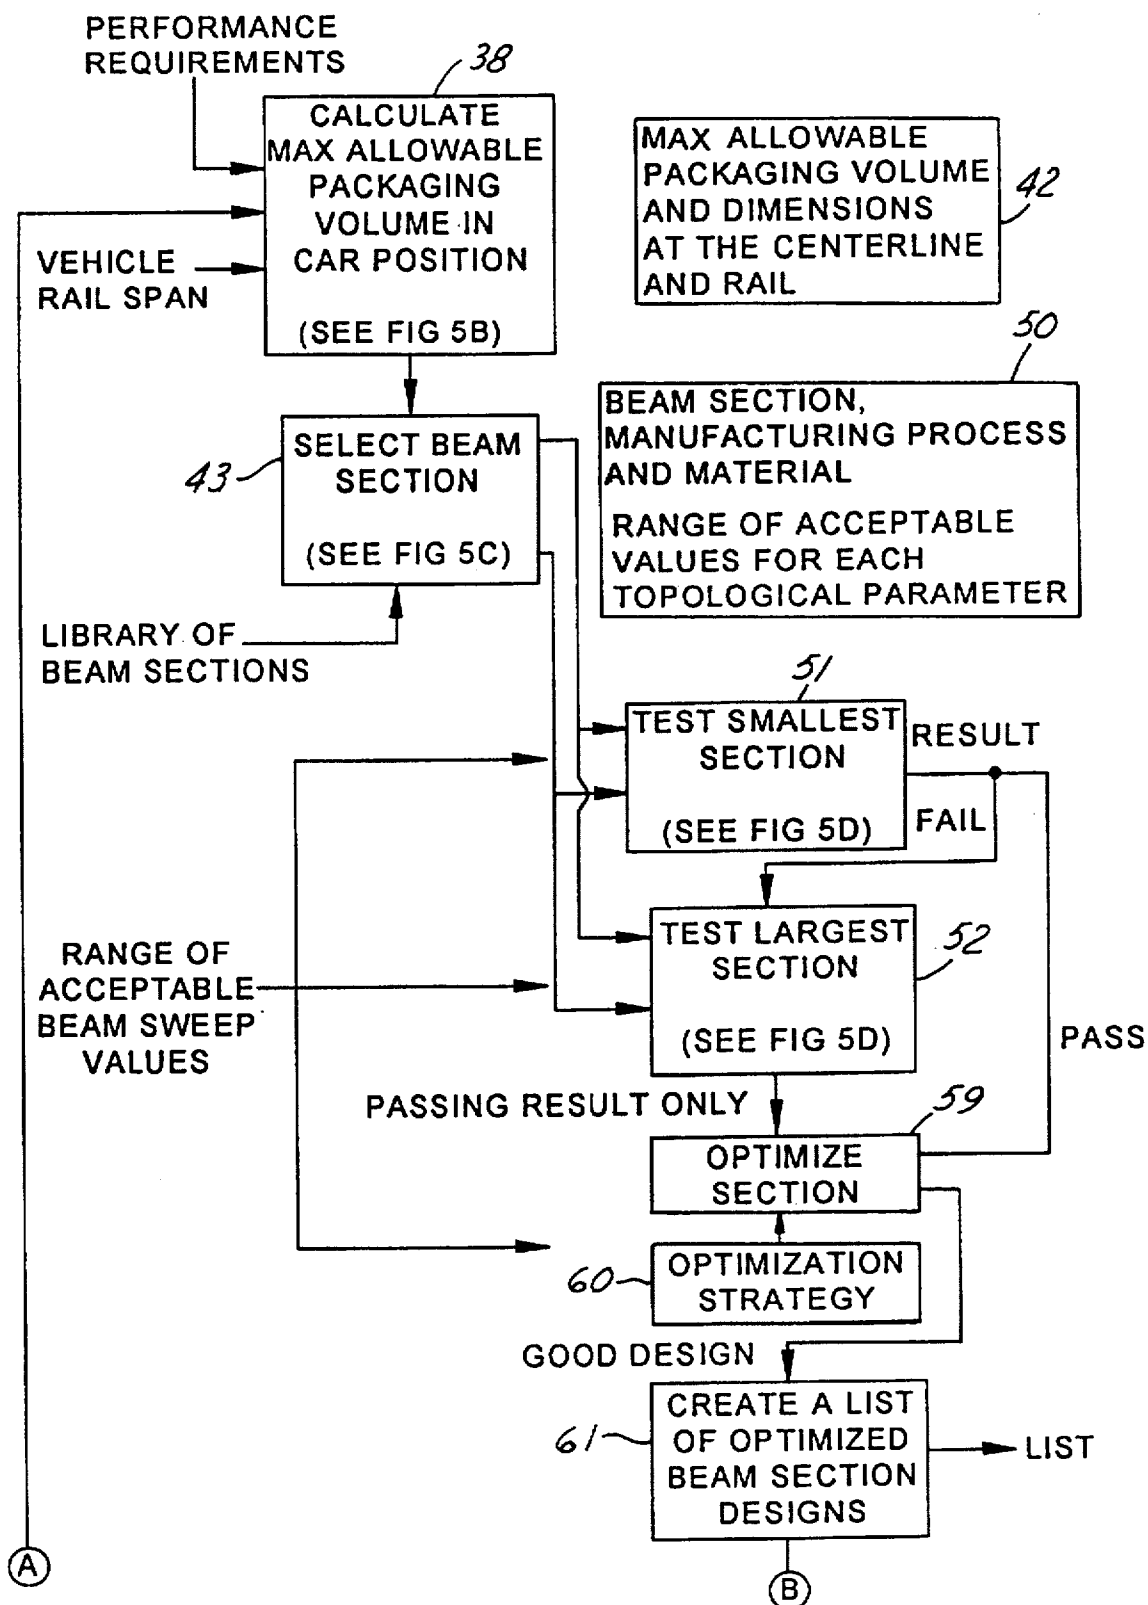 PERFORMANCE
REQUIREMENTS
38
CALCULATE
MAX ALLOWABLE
PACKAGING
VOLUME IN
CAR POSITION
(SEE FIG 5B)
MAX ALLOWABLE
PACKAGING VOLUME
AND DIMENSIONS
AT THE CENTERLINE
AND RAIL
42
VEHICLE
RAIL SPAN
50
BEAM SECTION,
MANUFACTURING PROCESS
AND MATERIAL
RANGE OF ACCEPTABLE
VALUES FOR EACH
TOPOLOGICAL PARAMETER
43
SELECT BEAM
SECTION
(SEE FIG 5C)
LIBRARY OF
BEAM SECTIONS
51
TEST SMALLEST
SECTION
(SEE FIG 5D)
RESULT
FAIL
TEST LARGEST
SECTION
(SEE FIG 5D)
52
RANGE OF
ACCEPTABLE
BEAM SWEEP
VALUES
PASS
PASSING RESULT ONLY
59
OPTIMIZE
SECTION
60
OPTIMIZATION
STRATEGY
GOOD DESIGN
61
CREATE A LIST
OF OPTIMIZED
BEAM SECTION
DESIGNS
LIST
A
B